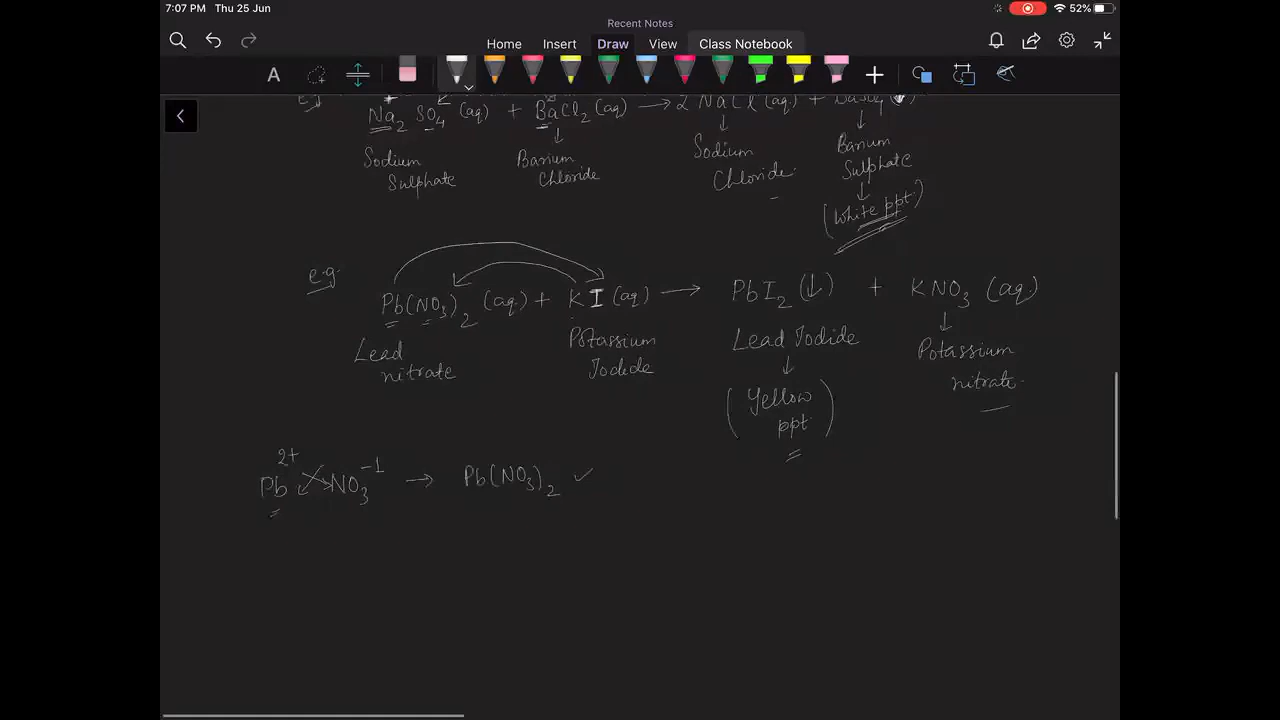 7:07 PM Thu 25 Jun
52%
Recent Notes
Home Insert Draw View Class Notebook
A
e.g
Na2 SO4 (aq) + BaCl2 (aq) → 2 NaCl (aq.) + BaSO4 (↓)
Sodium Sulphate
Barium Chloride
Sodium Chloride.
Barium Sulphate
(White ppt.)
e.g.
Pb(NO3)2 (aq.) + KI (aq) → PbI2 (↓) + KNO3 (aq.)
Lead nitrate
Potassium Iodide
Lead Iodide
(Yellow ppt)
Potassium nitrate.
Pb 2+ NO3 -1 → Pb(NO3)2 ✓